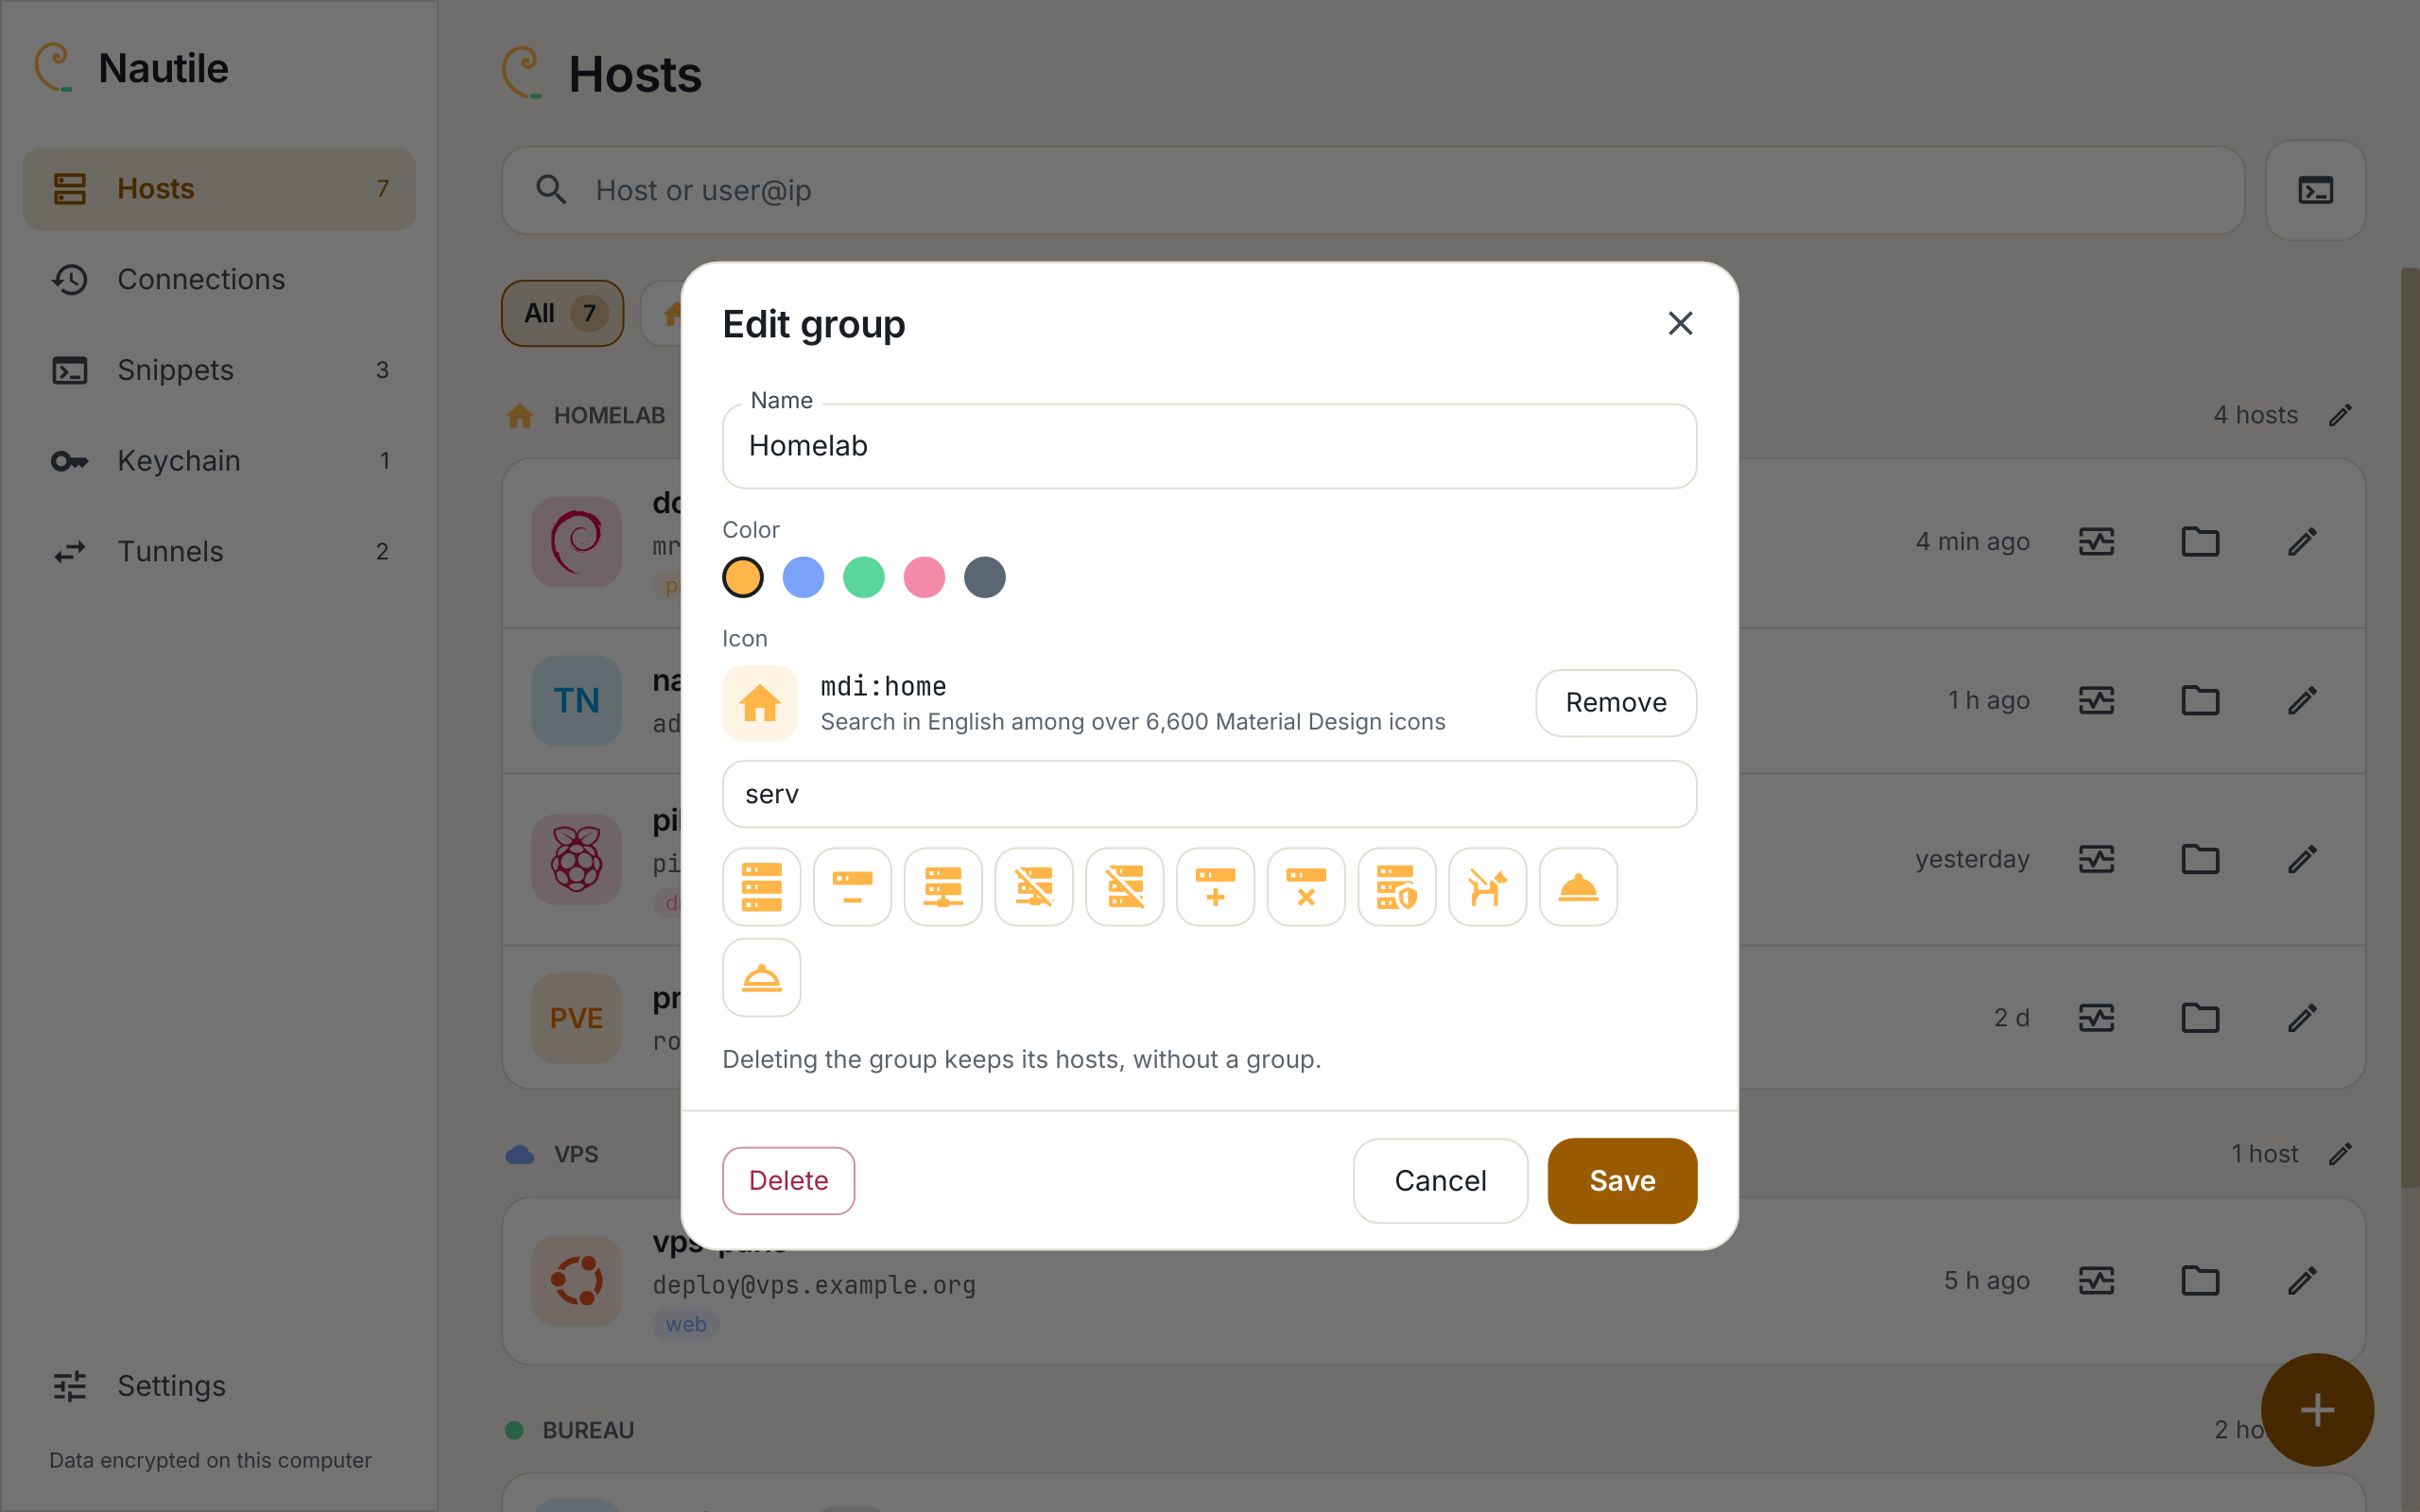 Nautile
Hosts 7
Connections
Snippets 3
Keychain 1
Tunnels 2
Settings
Data encrypted on this computer
Hosts
Host or user@ip
All 7
HOMELAB
4 hosts
4 min ago
TN
1 h ago
yesterday
PVE
2 d
VPS
1 host
deploy@vps.example.org
web
5 h ago
BUREAU
Edit group
Name
Homelab
Color
Icon
mdi:home
Search in English among over 6,600 Material Design icons
Remove
serv
Deleting the group keeps its hosts, without a group.
Delete
Cancel
Save